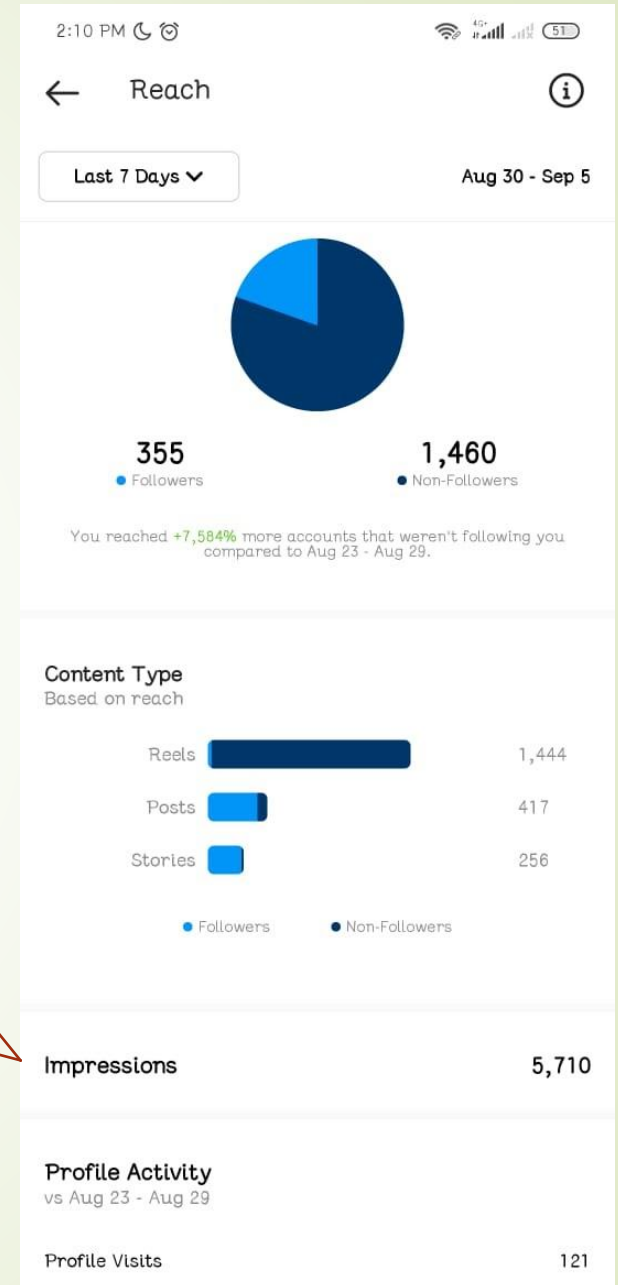 2:10 PM
4G+ 51
Reach
Last 7 Days Aug 30 - Sep 5
355 1,460
Followers Non-Followers
You reached +7,584% more accounts that weren't following you
compared to Aug 23 - Aug 29.
Content Type
Based on reach
Reels 1,444
Posts 417
Stories 256
Followers Non-Followers
Impressions 5,710
Profile Activity
vs Aug 23 - Aug 29
Profile Visits 121